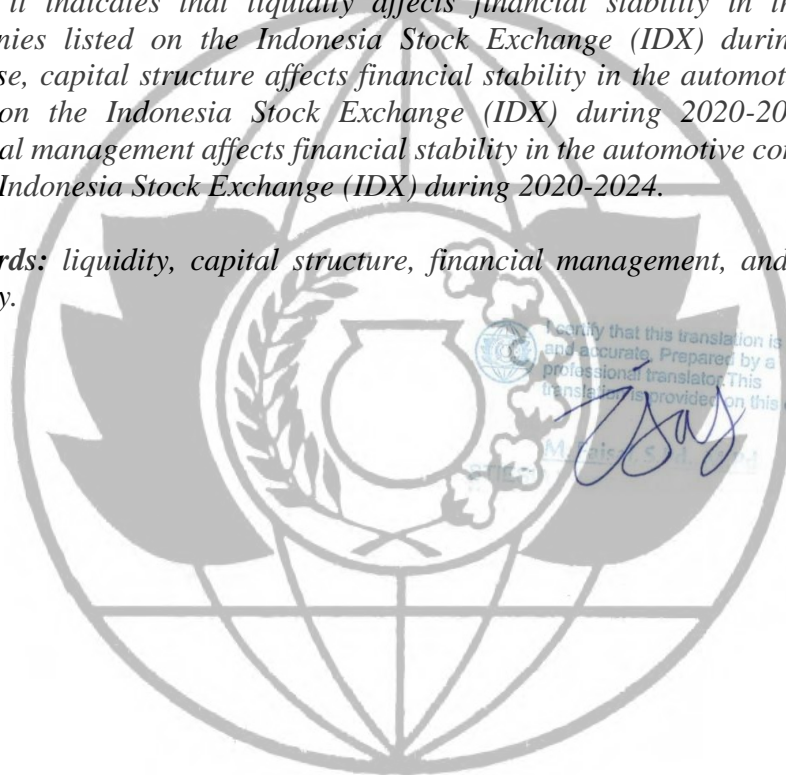 it indicates that liquidity affects financial stability in th
nies listed on the Indonesia Stock Exchange (IDX) durin
se, capital structure affects financial stability in the automot
on the Indonesia Stock Exchange (IDX) during 2020-20
al management affects financial stability in the automotive co
Indonesia Stock Exchange (IDX) during 2020-2024.
rds: liquidity, capital structure, financial management, and
y.
I certify that this translation is
and accurate. Prepared by a
professional translator. This
translation is provided on this
M. Faisal, S.Pd.